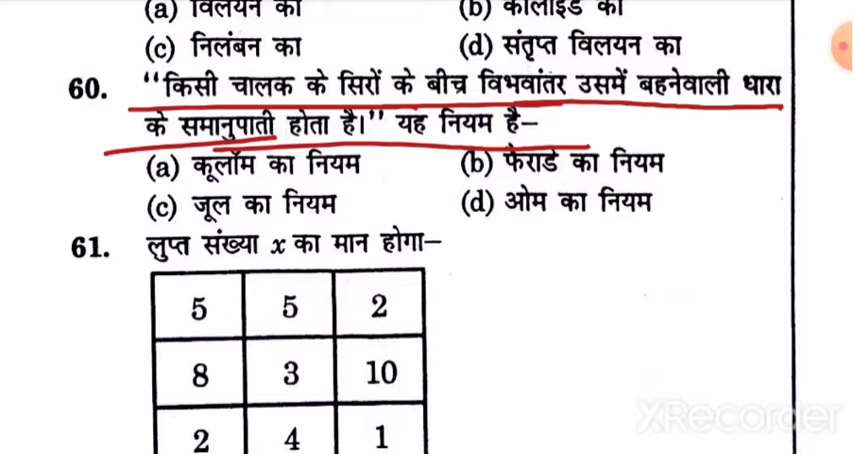 (a) विलयन का (b) कोलाइड का
(c) निलंबन का (d) संतृप्त विलयन का
60. “किसी चालक के सिरों के बीच विभवांतर उसमें बहनेवाली धारा
के समानुपाती होता है।” यह नियम है–
(a) कूलॉम का नियम (b) फैराडे का नियम
(c) जूल का नियम (d) ओम का नियम
61. लुप्त संख्या x का मान होगा–
5 5 2
8 3 10
2 4 1
XRecorder